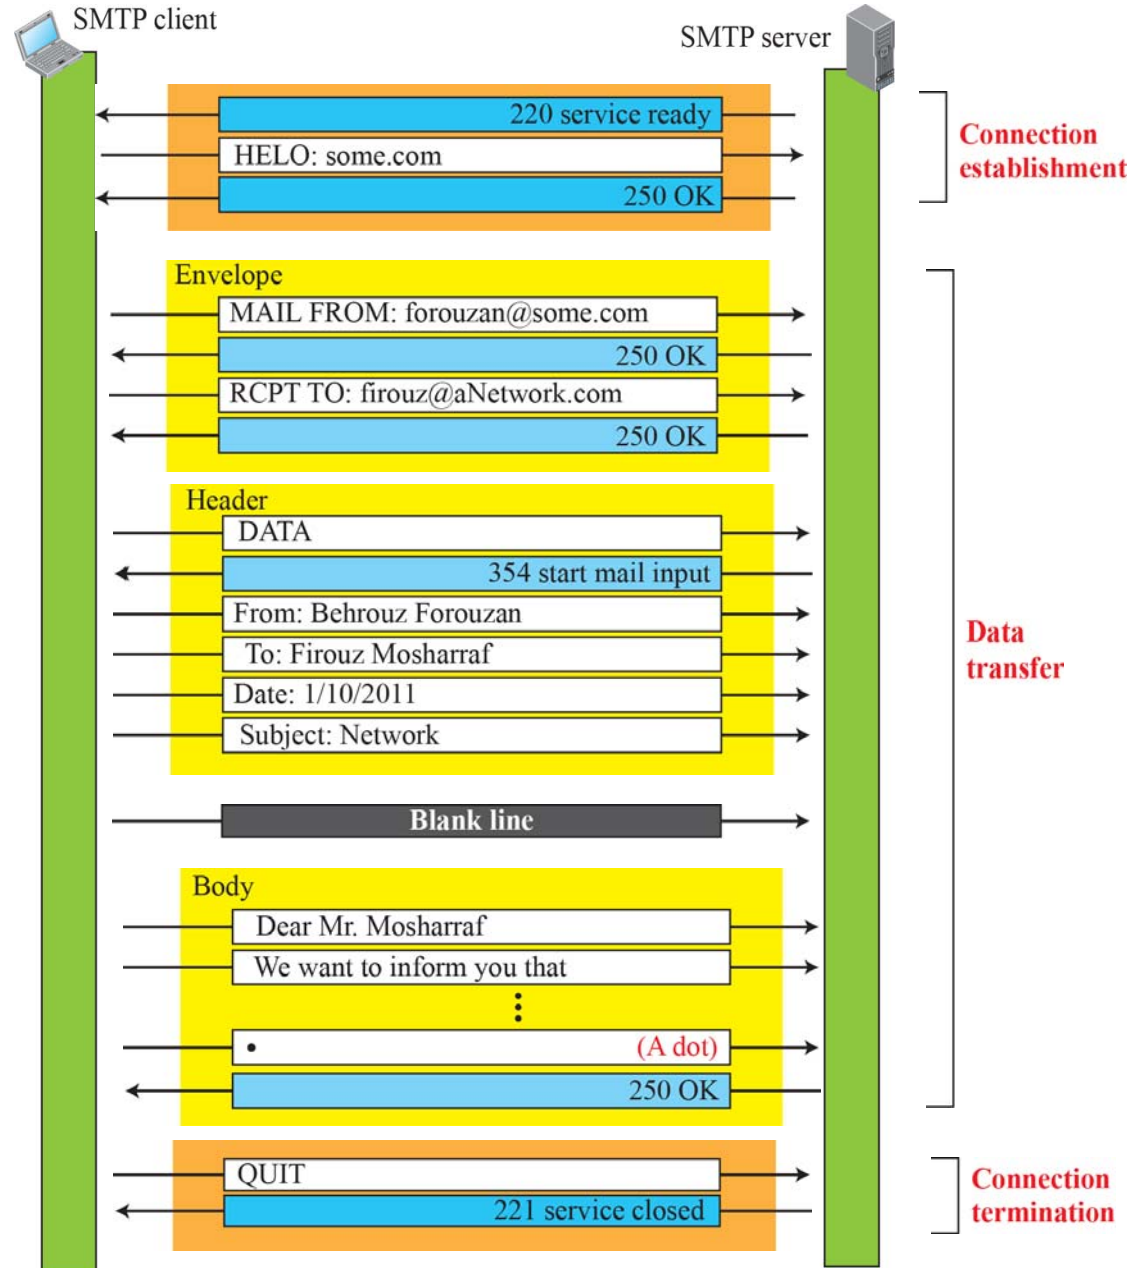 SMTP client
SMTP server
220 service ready
HELO: some.com
250 OK
Connection
establishment
Envelope
MAIL FROM: forouzan@some.com
250 OK
RCPT TO: firouz@aNetwork.com
250 OK
Header
DATA
354 start mail input
From: Behrouz Forouzan
To: Firouz Mosharraf
Date: 1/10/2011
Subject: Network
Data
transfer
Blank line
Body
Dear Mr. Mosharraf
We want to inform you that
• (A dot)
250 OK
QUIT
221 service closed
Connection
termination